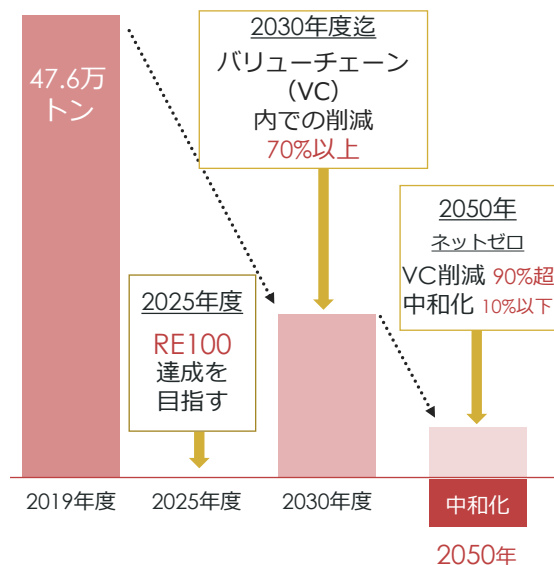 47.6万
トン
2030年度迄
バリューチェーン
（VC）
内での削減
70%以上
2050年
ネットゼロ
VC削減 90%超
中和化 10%以下
2025年度
RE100
達成を
目指す
2019年度
2025年度
2030年度
中和化
2050年